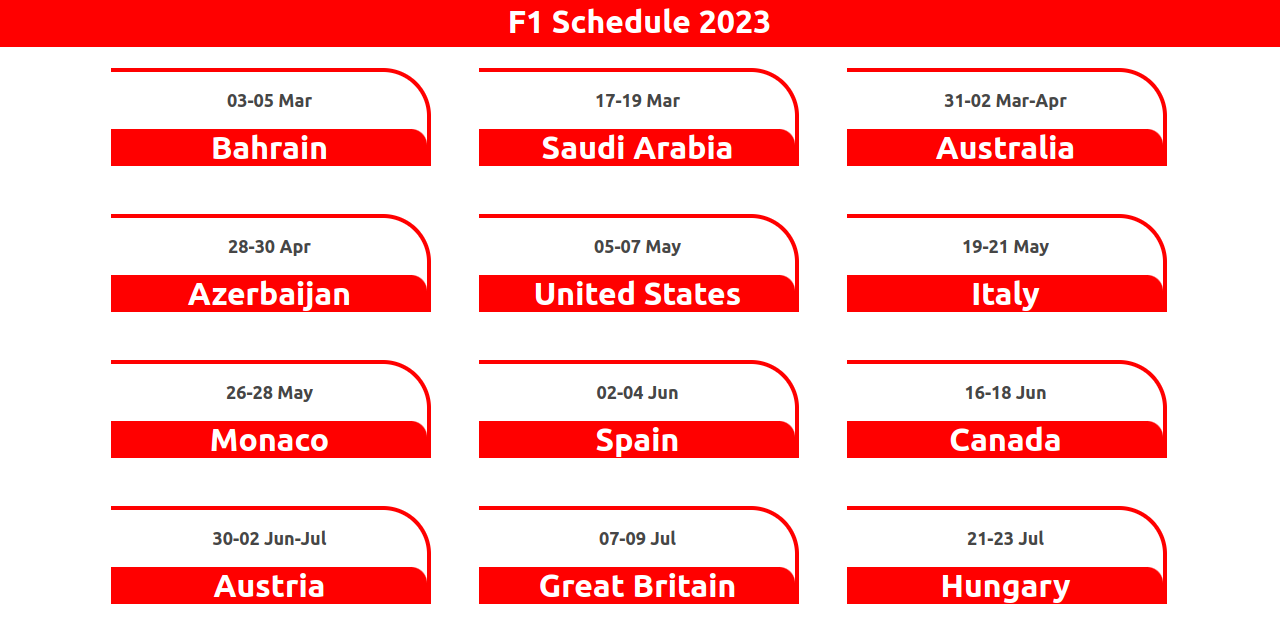 F1 Schedule 2023
03-05 Mar
Bahrain
17-19 Mar
Saudi Arabia
31-02 Mar-Apr
Australia
28-30 Apr
Azerbaijan
05-07 May
United States
19-21 May
Italy
26-28 May
Monaco
02-04 Jun
Spain
16-18 Jun
Canada
30-02 Jun-Jul
Austria
07-09 Jul
Great Britain
21-23 Jul
Hungary